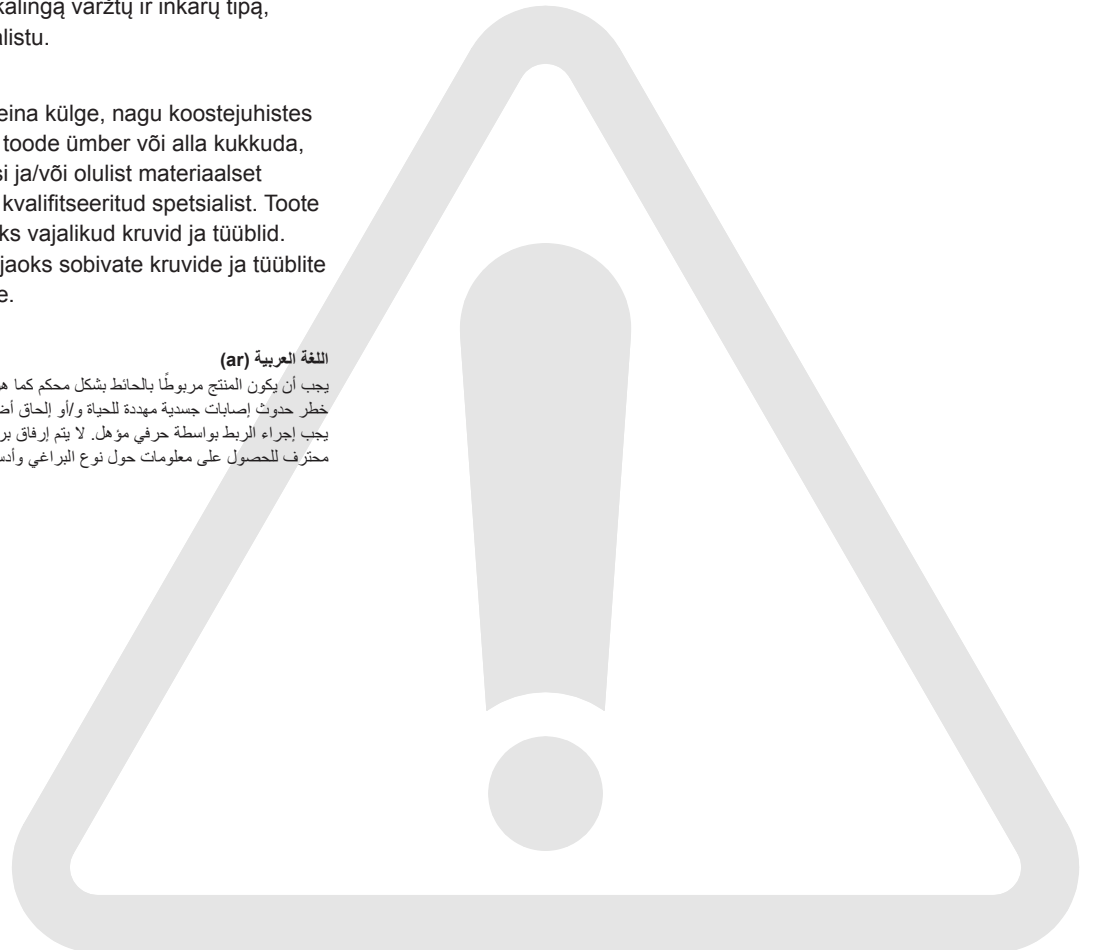 kalingą varžtų ir inkarų tipą,
alistu.
eina külge, nagu koostejuhistes
toode ümber või alla kukkuda,
si ja/või olulist materiaalset
kvalifitseeritud spetsialist. Toote
ks vajalikud kruvid ja tüüblid.
jaoks sobivate kruvide ja tüüblite
e.
اللغة العربية (ar)
يجب أن يكون المنتج مربوطًا بالحائط بشكل محكم كما هو
خطر حدوث إصابات جسدية مهددة للحياة و/أو إلحاق أض
يجب إجراء الربط بواسطة حرفي مؤهل. لا يتم إرفاق بر
محترف للحصول على معلومات حول نوع البراغي وأدس